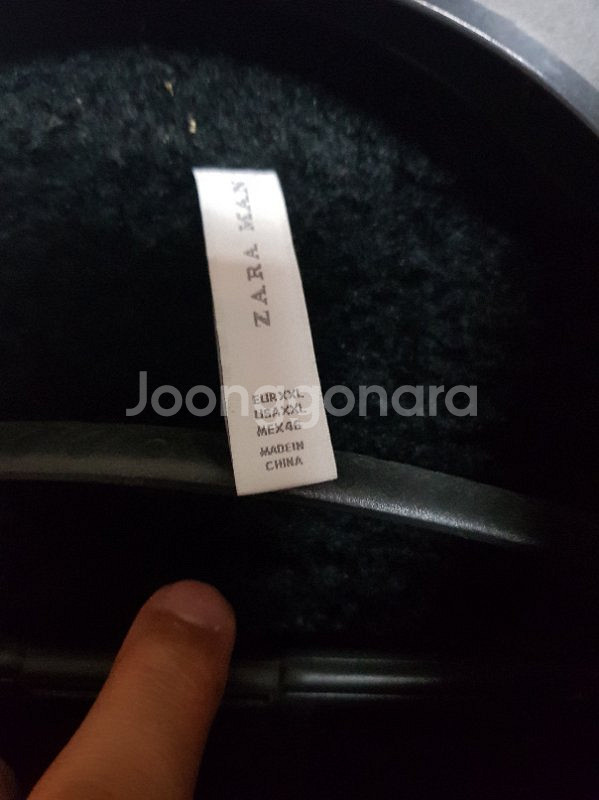 ZARA MAN
Joonggonara
EUR XXL
USA XXL
MEX 46
MADE IN
CHINA